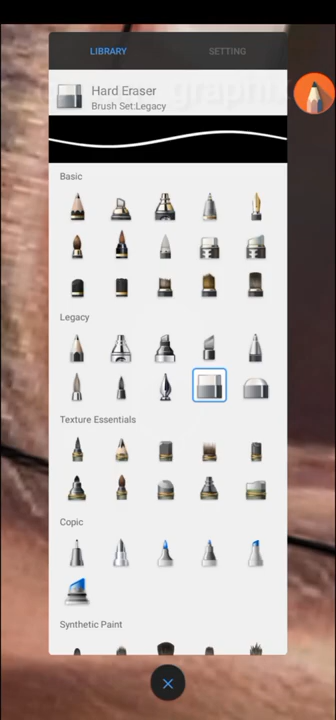 LIBRARY
SETTING
Hard Eraser
Brush Set:Legacy
Basic
Legacy
Texture Essentials
Copic
Synthetic Paint